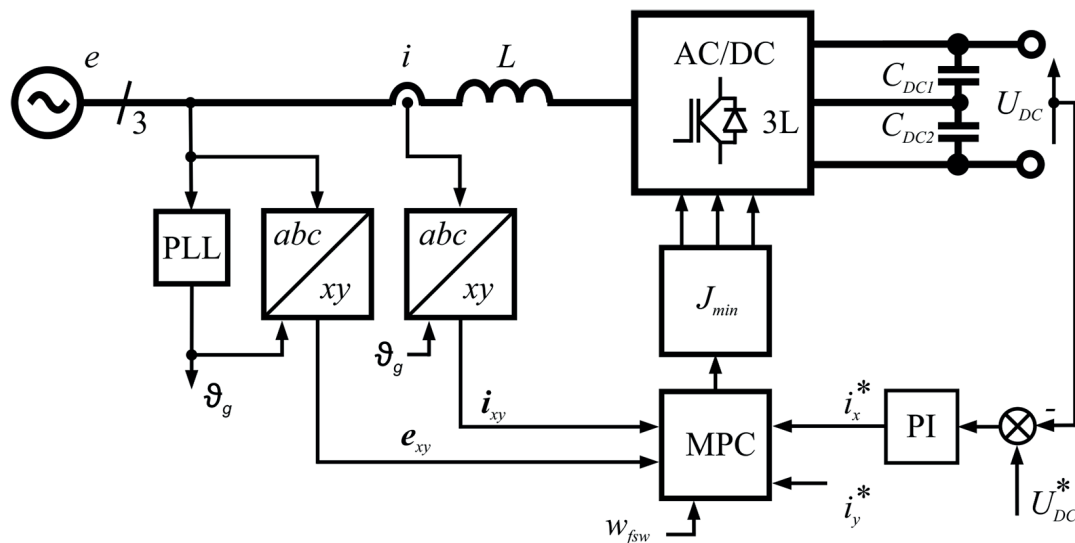 e
i
L
AC/DC
3L
3
C_DC1
C_DC2
U_DC
PLL
abc
xy
abc
xy
J_min
ϑ_g
ϑ_g
i_xy
e_xy
MPC
i_x*
PI
-
i_y*
U_DC*
w_fsw